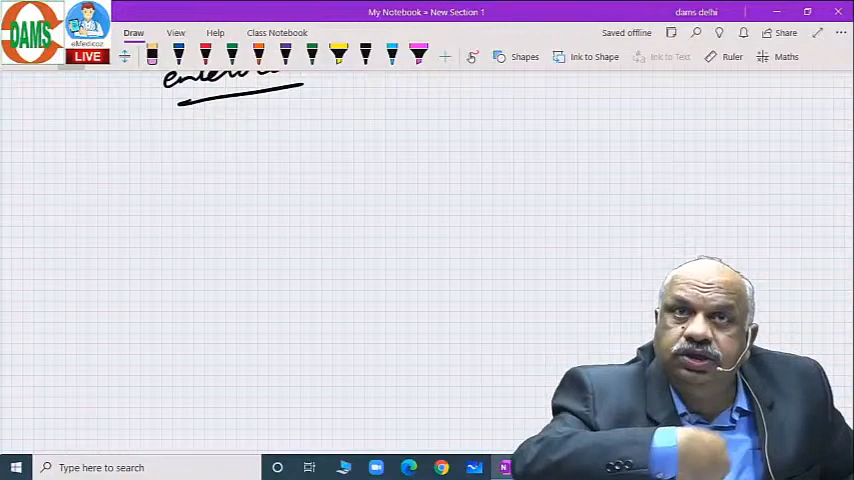 DAMS
eMedicoz
LIVE
My Notebook » New Section 1
dams delhi
Draw
View
Help
Class Notebook
Saved offline
Share
Shapes
Ink to Shape
Ink to Text
Ruler
Maths
Type here to search